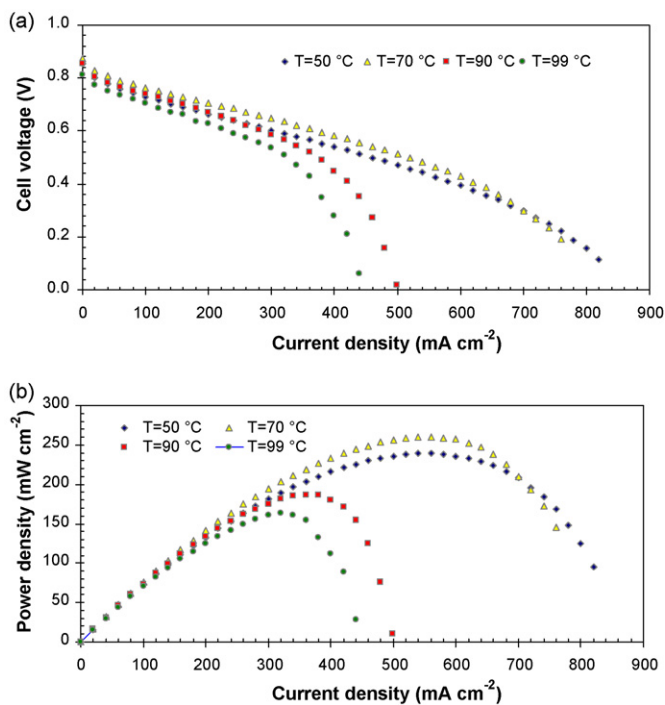 (a)
1.0
0.8
0.6
0.4
0.2
0.0
Cell voltage (V)
T=50 °C T=70 °C T=90 °C T=99 °C
0 100 200 300 400 500 600 700 800 900
Current density (mA cm-2)
(b)
300
250
200
150
100
50
0
Power density (mW cm-2)
T=50 °C T=70 °C
T=90 °C T=99 °C
0 100 200 300 400 500 600 700 800 900
Current density (mA cm-2)